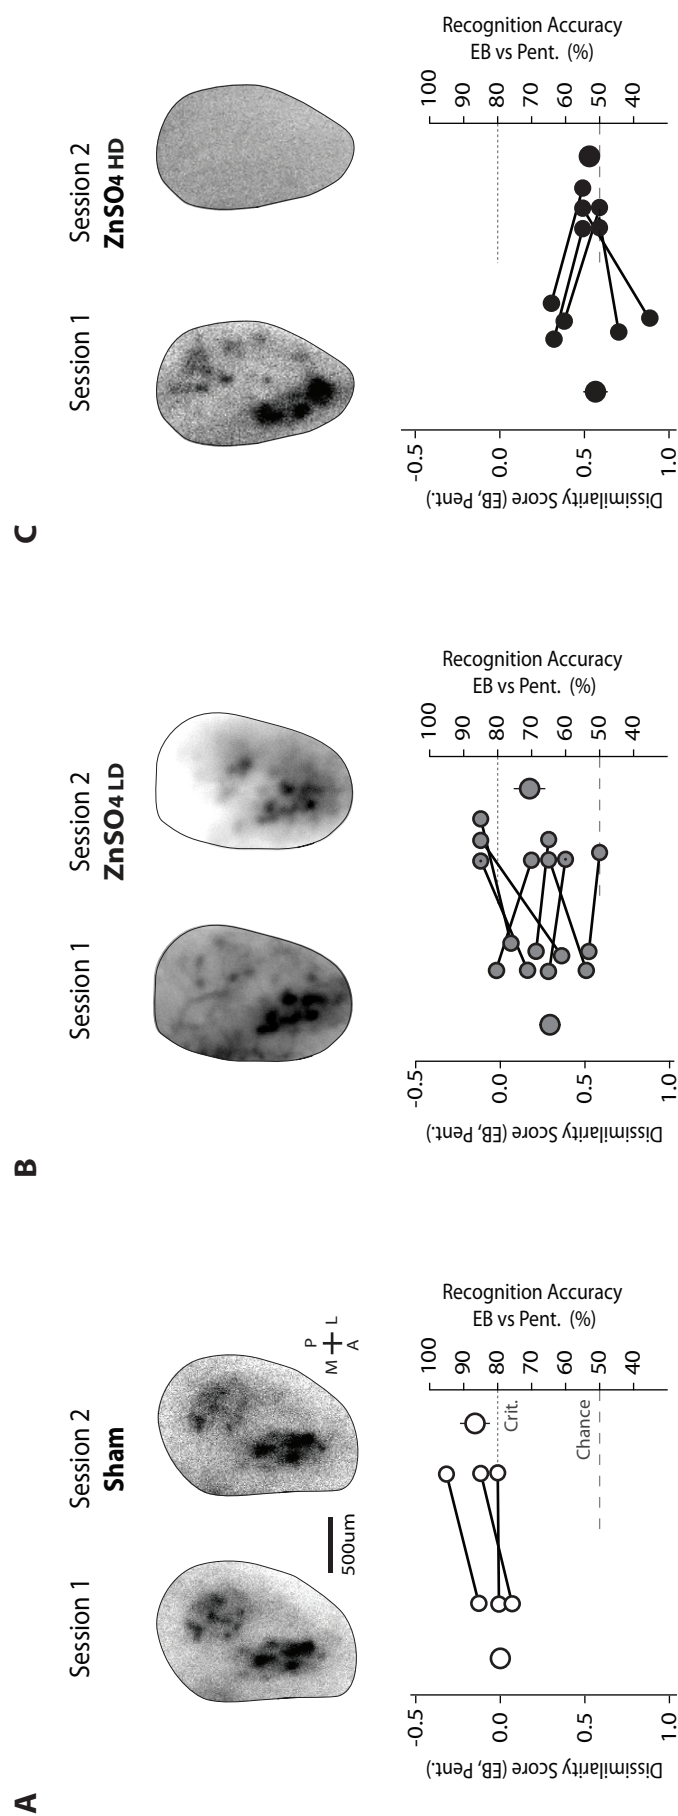 A
Session 1
Session 2
Sham
500um
P
M
L
A
Dissimilarity Score (EB, Pent.)
-0.5
0.0
0.5
1.0
Crit.
Chance
100
90
80
70
60
50
40
Recognition Accuracy
EB vs Pent. (%)
B
Session 1
Session 2
ZnSO4 LD
Dissimilarity Score (EB, Pent.)
-0.5
0.0
0.5
1.0
100
90
80
70
60
50
40
Recognition Accuracy
EB vs Pent. (%)
C
Session 1
Session 2
ZnSO4 HD
Dissimilarity Score (EB, Pent.)
-0.5
0.0
0.5
1.0
100
90
80
70
60
50
40
Recognition Accuracy
EB vs Pent. (%)